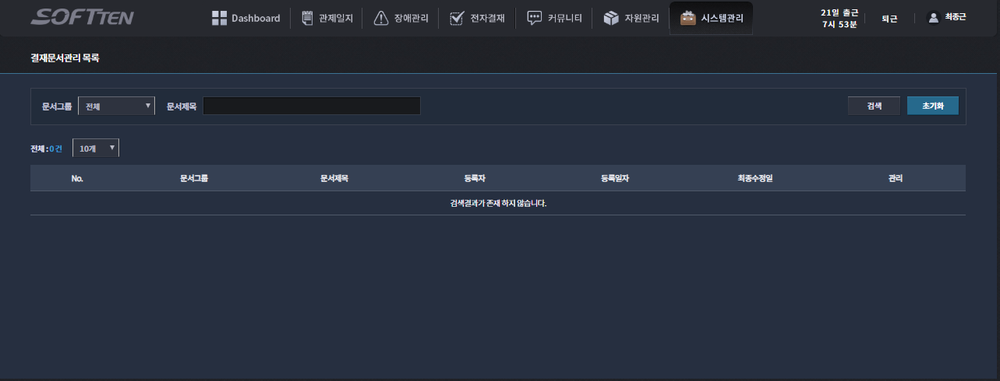 SOFTTEN
Dashboard
관제일지
장애관리
전자결재
커뮤니티
자원관리
시스템관리
21일 출근
7시 53분
퇴근
최종근
결재문서관리 목록
문서그룹 전체 ▼ 문서제목
검색 초기화
전체 : 0 건 10개 ▼
No. 문서그룹 문서제목 등록자 등록일자 최종수정일 관리
검색결과가 존재 하지 않습니다.